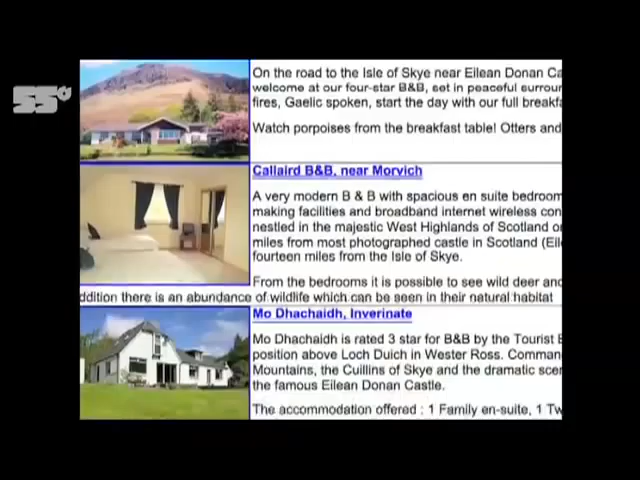 55°
On the road to the Isle of Skye near Eilean Donan Ca
welcome at our four-star B&B, set in peaceful surrour
fires, Gaelic spoken, start the day with our full breakfa
Watch porpoises from the breakfast table! Otters and
Callaird B&B, near Morvich
A very modern B & B with spacious en suite bedroom
making facilities and broadband internet wireless con
nestled in the majestic West Highlands of Scotland o
miles from most photographed castle in Scotland (Eil
fourteen miles from the Isle of Skye.
From the bedrooms it is possible to see wild deer and
ddition there is an abundance of wildlife which can be seen in their natural habitat
Mo Dhachaidh, Inverinate
Mo Dhachaidh is rated 3 star for B&B by the Tourist B
position above Loch Duich in Wester Ross. Comman
Mountains, the Cuillins of Skye and the dramatic scen
the famous Eilean Donan Castle.
The accommodation offered : 1 Family en-suite, 1 Tw